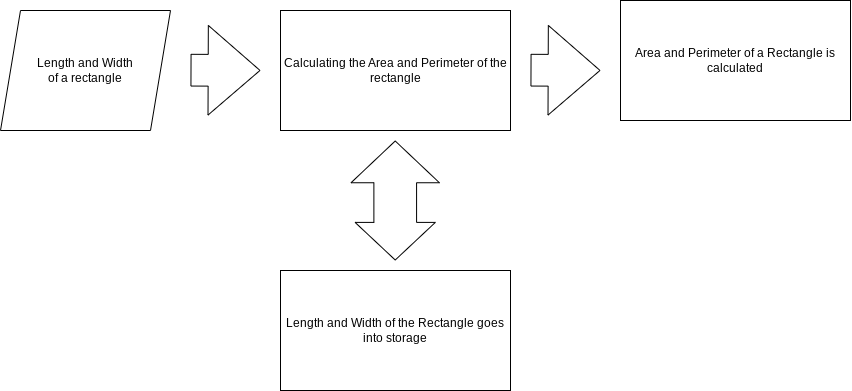 Length and Width
of a rectangle
Calculating the Area and Perimeter of the
rectangle
Area and Perimeter of a Rectangle is
calculated
Length and Width of the Rectangle goes
into storage